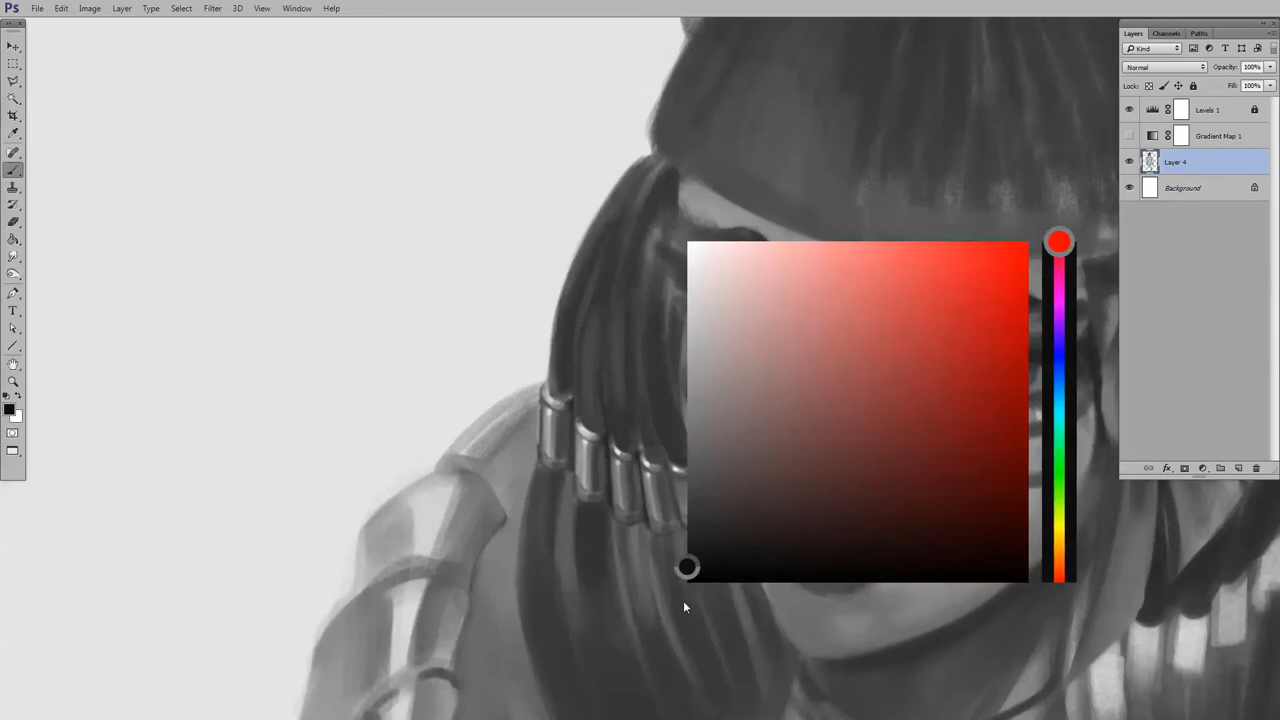 Ps File Edit Image Layer Type Select Filter 3D View Window Help
Layers Channels Paths
Kind T
Normal Opacity: 100%
Lock: Fill: 100%
Levels 1
Gradient Map 1
Layer 4
Background
T
fx